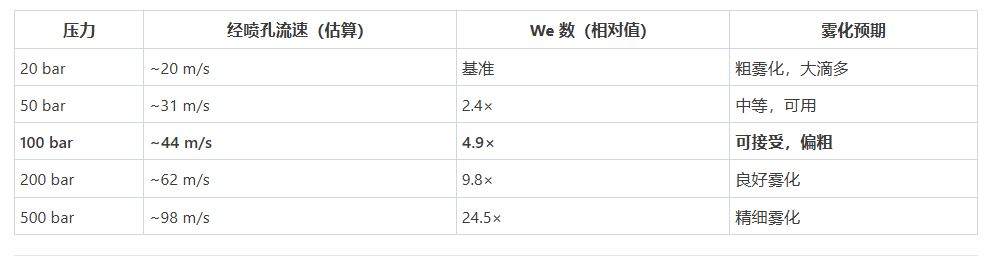 压力 经喷孔流速（估算） We 数（相对值） 雾化预期
20 bar ~20 m/s 基准 粗雾化，大滴多
50 bar ~31 m/s 2.4× 中等，可用
100 bar ~44 m/s 4.9× 可接受，偏粗
200 bar ~62 m/s 9.8× 良好雾化
500 bar ~98 m/s 24.5× 精细雾化